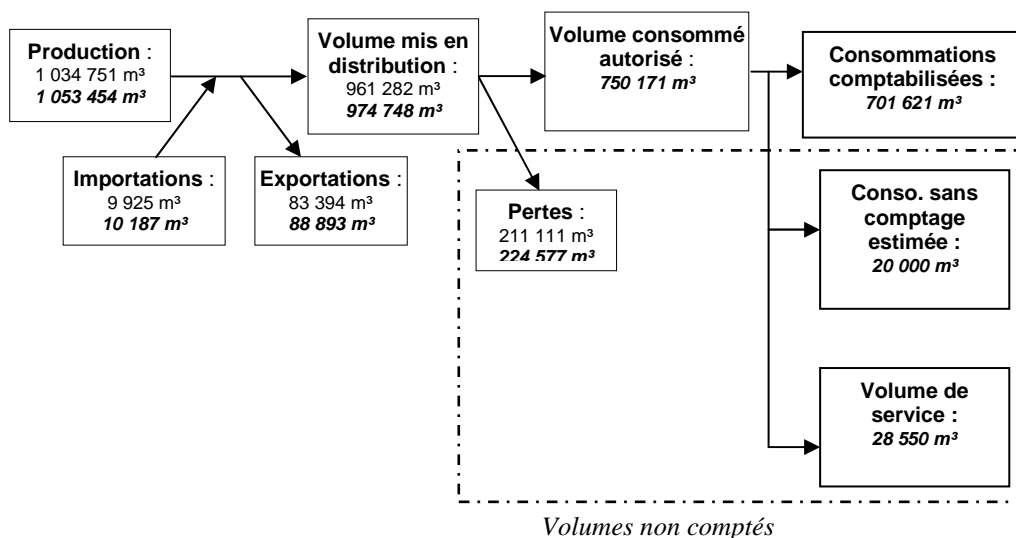 Production :
1 034 751 m³
1 053 454 m³
Volume mis en
distribution :
961 282 m³
974 748 m³
Volume consommé
autorisé :
750 171 m³
Consommations
comptabilisées :
701 621 m³
Importations :
9 925 m³
10 187 m³
Exportations :
83 394 m³
88 893 m³
Pertes :
211 111 m³
224 577 m³
Conso. sans
comptage
estimée :
20 000 m³
Volume de
service :
28 550 m³
Volumes non comptés